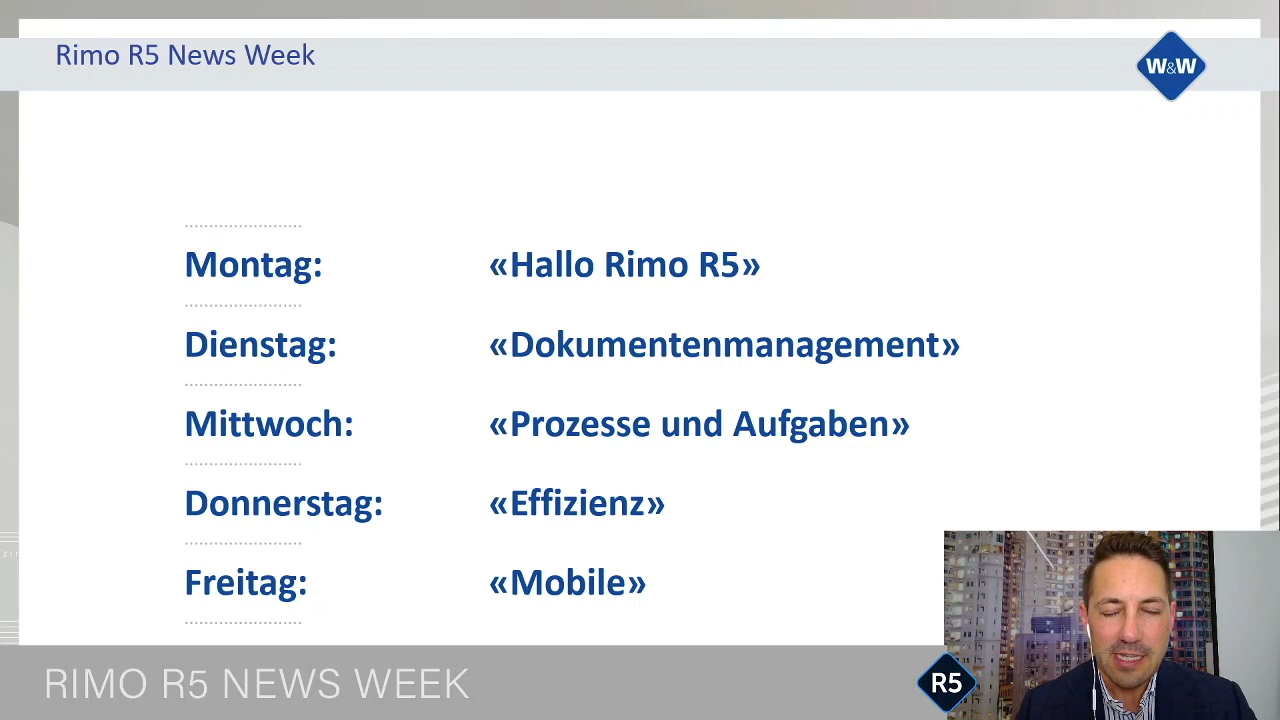 Rimo R5 News Week
W&W
Montag: «Hallo Rimo R5»
Dienstag: «Dokumentenmanagement»
Mittwoch: «Prozesse und Aufgaben»
Donnerstag: «Effizienz»
Freitag: «Mobile»
RIMO R5 NEWS WEEK
R5